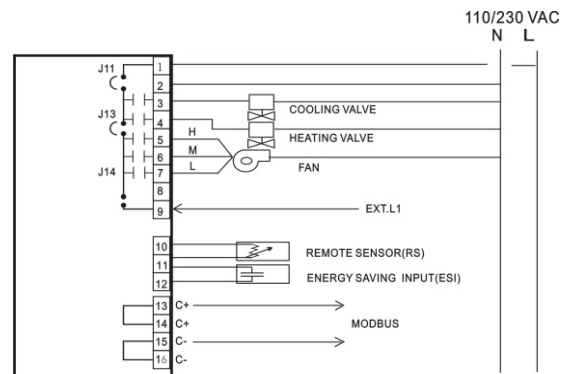 110/230 VAC
N L
J11
1
2
3
COOLING VALVE
J13
4
HEATING VALVE
H
5
M
6
L
7
FAN
J14
8
9
EXT.L1
10
REMOTE SENSOR(RS)
11
ENERGY SAVING INPUT(ESI)
12
13 C+
14 C+
MODBUS
15 C-
16 C-